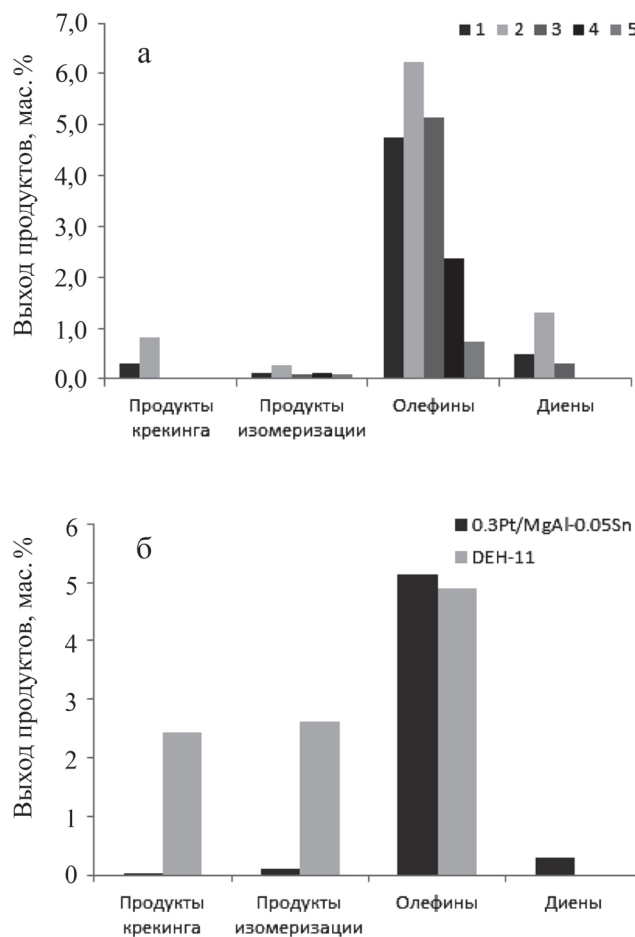 а
1 2 3 4 5
Выход продуктов, мас. %
7,0
6,0
5,0
4,0
3,0
2,0
1,0
0,0
Продукты
крекинга
Продукты
изомеризации
Олефины
Диены
б
0.3Pt/MgAl-0.05Sn
DEH-11
Выход продуктов, мас. %
6
5
4
3
2
1
0
Продукты
крекинга
Продукты
изомеризации
Олефины
Диены